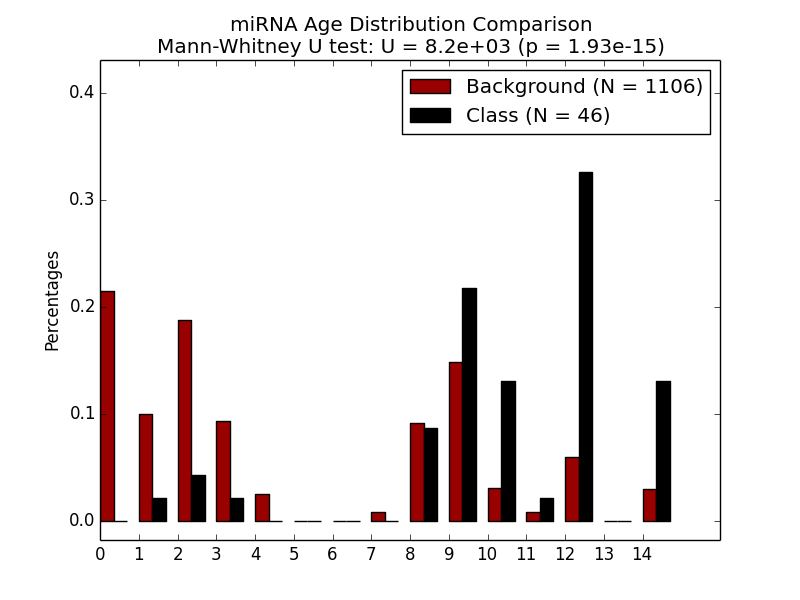 miRNA Age Distribution Comparison
Mann-Whitney U test: U = 8.2e+03 (p = 1.93e-15)
Background (N = 1106)
Class (N = 46)
Percentages
0.4
0.3
0.2
0.1
0.0
0 1 2 3 4 5 6 7 8 9 10 11 12 13 14